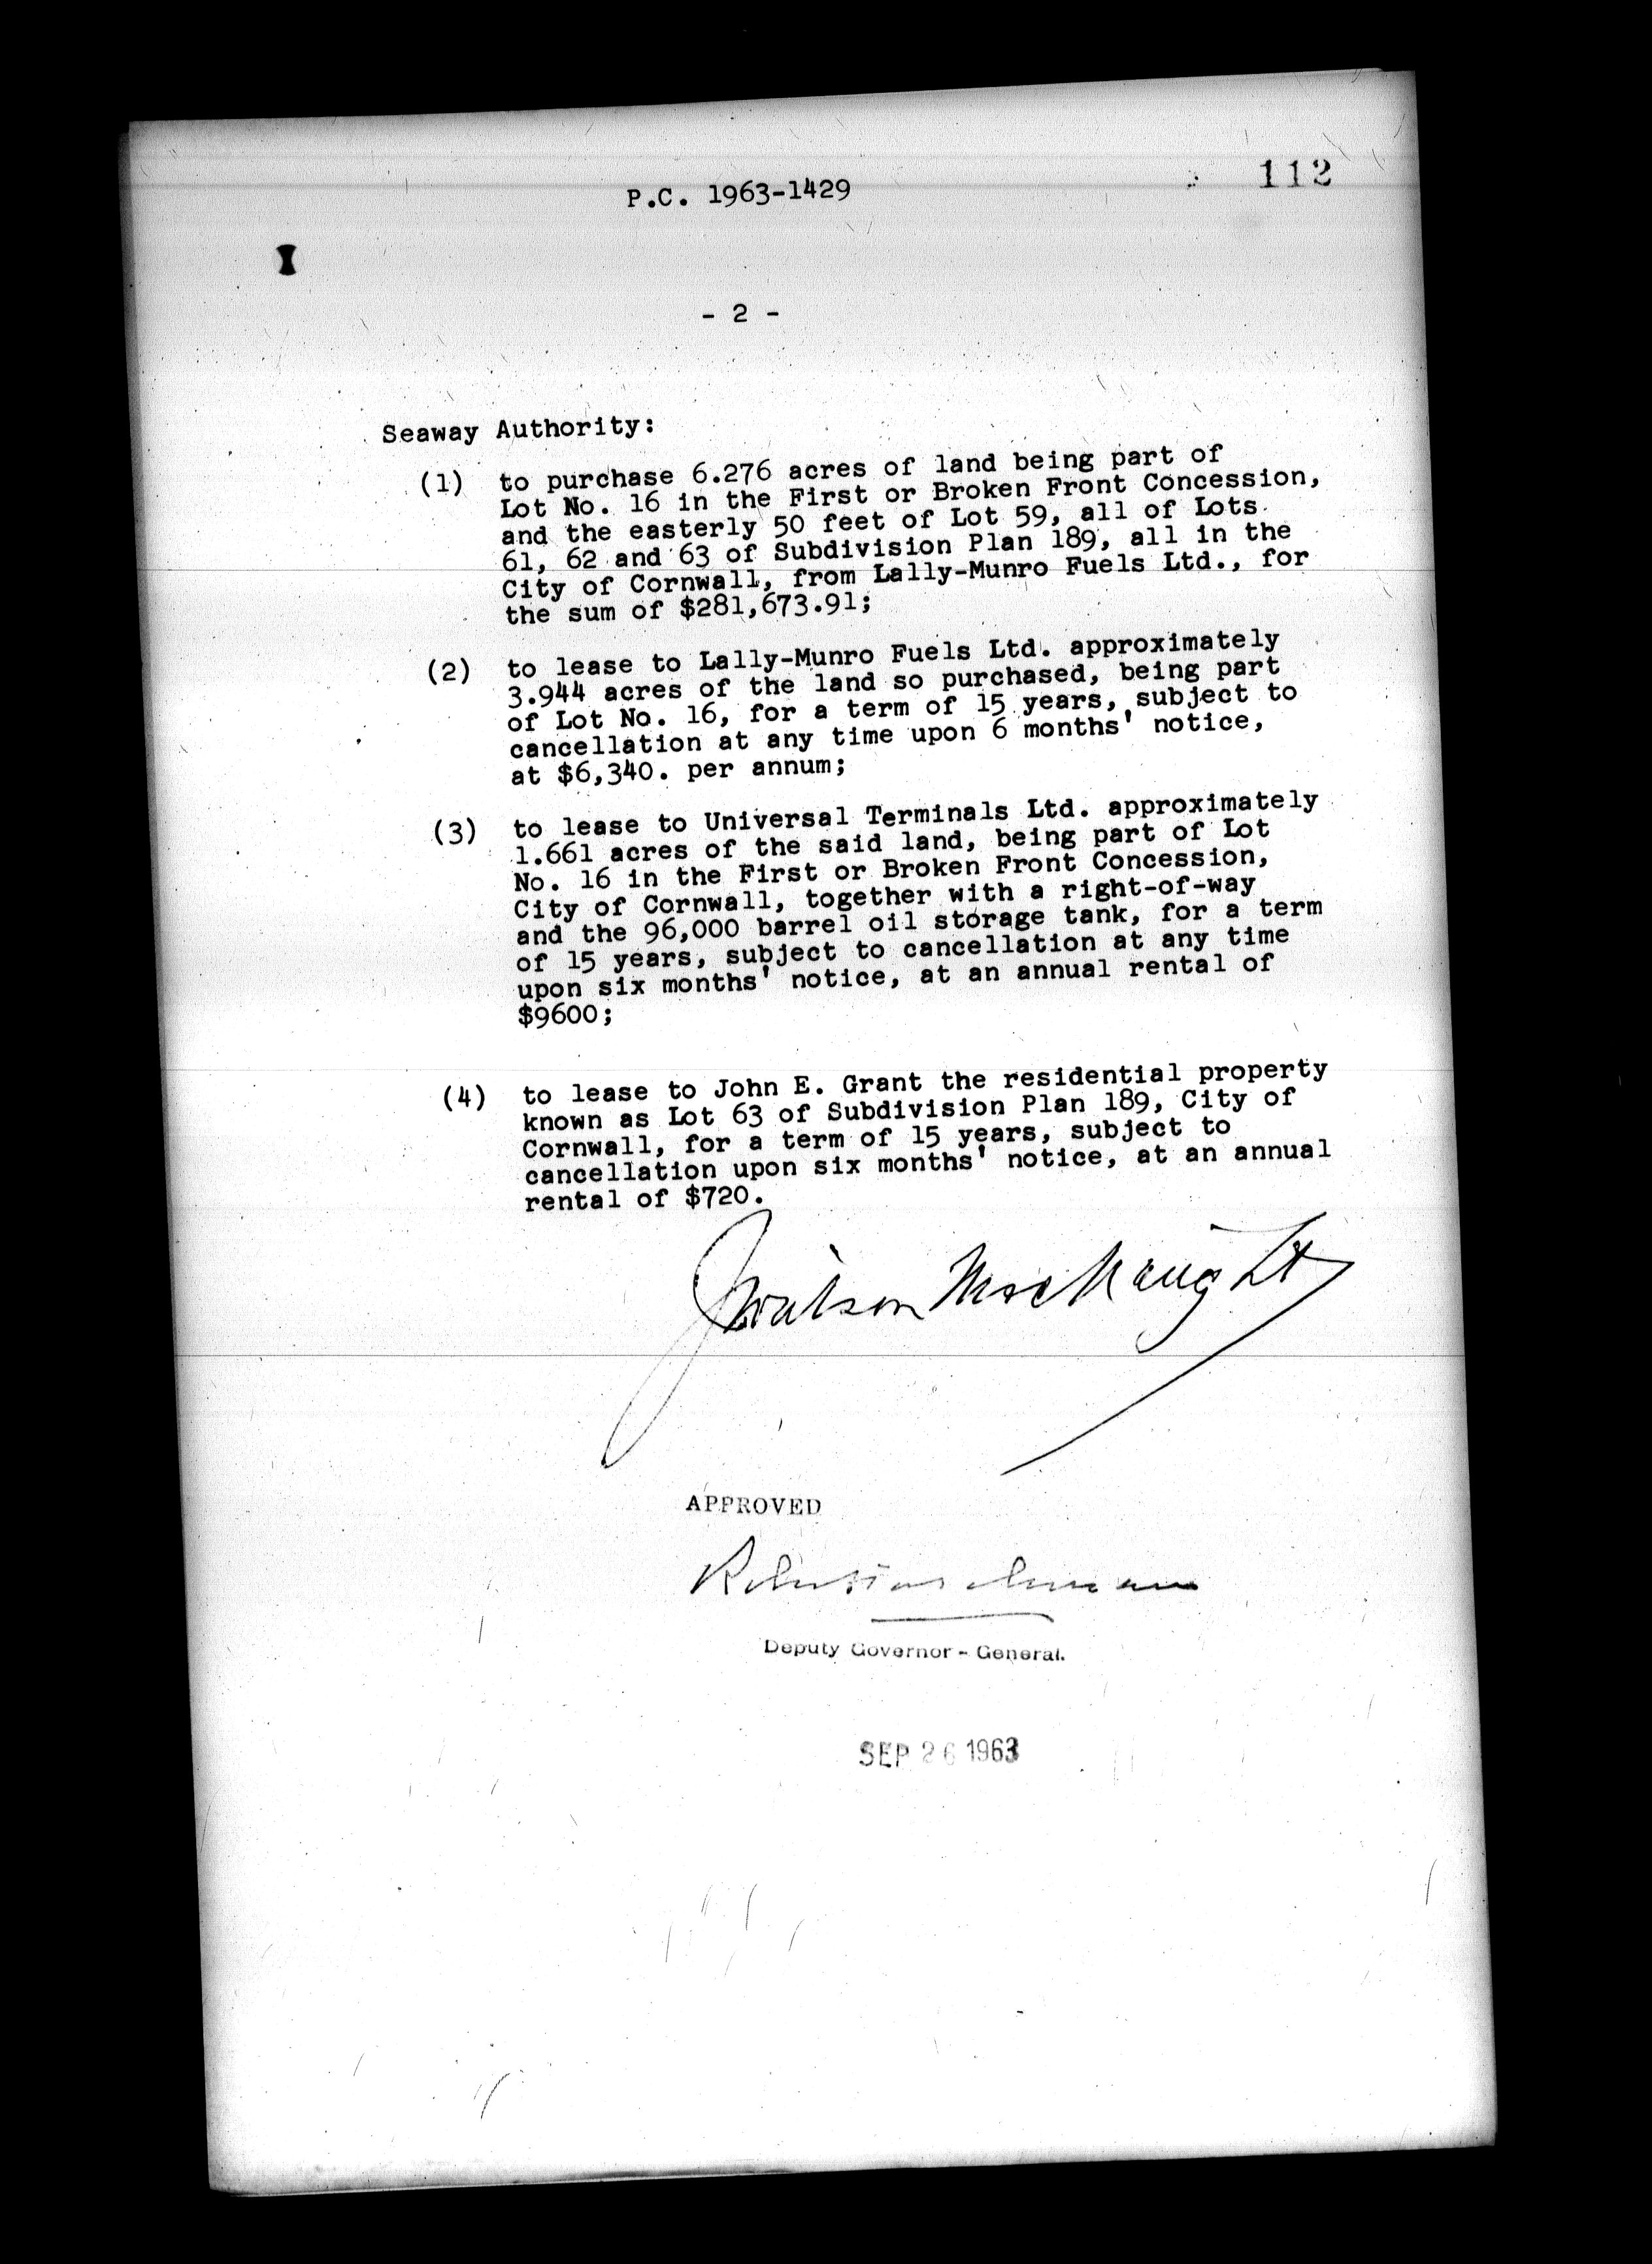 112
P.C. 1963-1429
- 2 -
Seaway Authority:
(1) to purchase 6.276 acres of land being part of
Lot No. 16 in the First or Broken Front Concession,
and the easterly 50 feet of Lot 59, all of Lots
61, 62 and 63 of Subdivision Plan 189, all in the
City of Cornwall, from Lally-Munro Fuels Ltd., for
the sum of $281,673.91;
(2) to lease to Lally-Munro Fuels Ltd. approximately
3.944 acres of the land so purchased, being part
of Lot No. 16, for a term of 15 years, subject to
cancellation at any time upon 6 months' notice,
at $6,340. per annum;
(3) to lease to Universal Terminals Ltd. approximately
1.661 acres of the said land, being part of Lot
No. 16 in the First or Broken Front Concession,
City of Cornwall, together with a right-of-way
and the 96,000 barrel oil storage tank, for a term
of 15 years, subject to cancellation at any time
upon six months' notice, at an annual rental of
$9600;
(4) to lease to John E. Grant the residential property
known as Lot 63 of Subdivision Plan 189, City of
Cornwall, for a term of 15 years, subject to
cancellation upon six months' notice, at an annual
rental of $720.
J Watson MacNaught
APPROVED
Deputy Governor - General.
SEP 26 1963